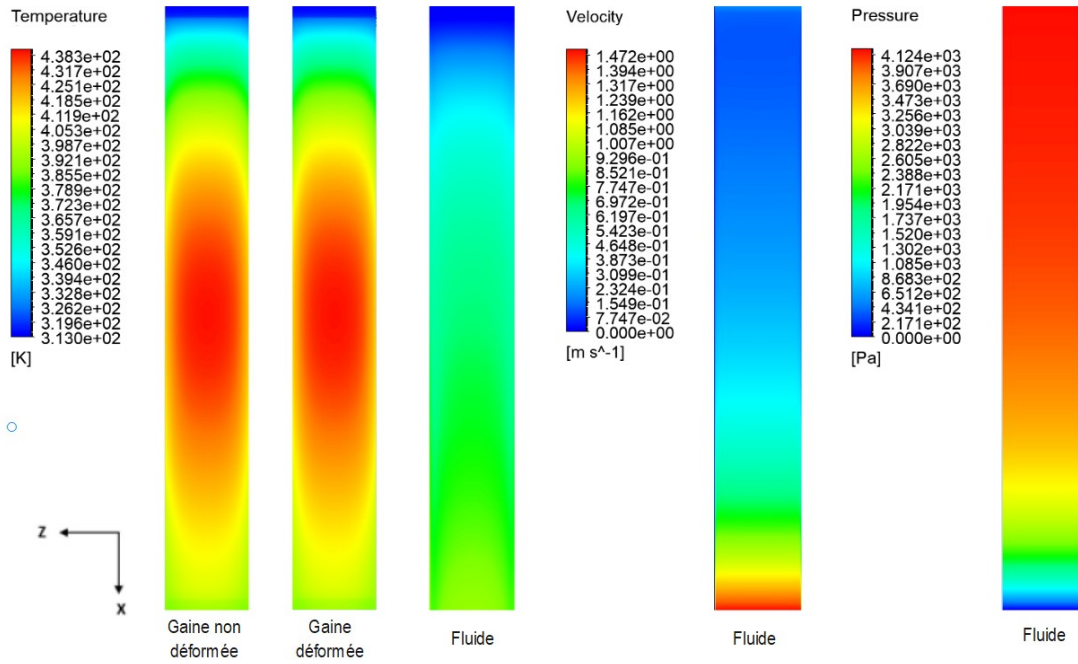 Temperature
4.383e+02
4.317e+02
4.251e+02
4.185e+02
4.119e+02
4.053e+02
3.987e+02
3.921e+02
3.855e+02
3.789e+02
3.723e+02
3.657e+02
3.591e+02
3.526e+02
3.460e+02
3.394e+02
3.328e+02
3.262e+02
3.196e+02
3.130e+02
[K]
Z
X
Gaine non
déformée
Gaine
déformée
Fluide
Velocity
1.472e+00
1.394e+00
1.317e+00
1.239e+00
1.162e+00
1.085e+00
1.007e+00
9.296e-01
8.521e-01
7.747e-01
6.972e-01
6.197e-01
5.423e-01
4.648e-01
3.873e-01
3.099e-01
2.324e-01
1.549e-01
7.747e-02
0.000e+00
[m s^-1]
Fluide
Pressure
4.124e+03
3.907e+03
3.690e+03
3.473e+03
3.256e+03
3.039e+03
2.822e+03
2.605e+03
2.388e+03
2.171e+03
1.954e+03
1.737e+03
1.520e+03
1.302e+03
1.085e+03
8.683e+02
6.512e+02
4.341e+02
2.171e+02
0.000e+00
[Pa]
Fluide